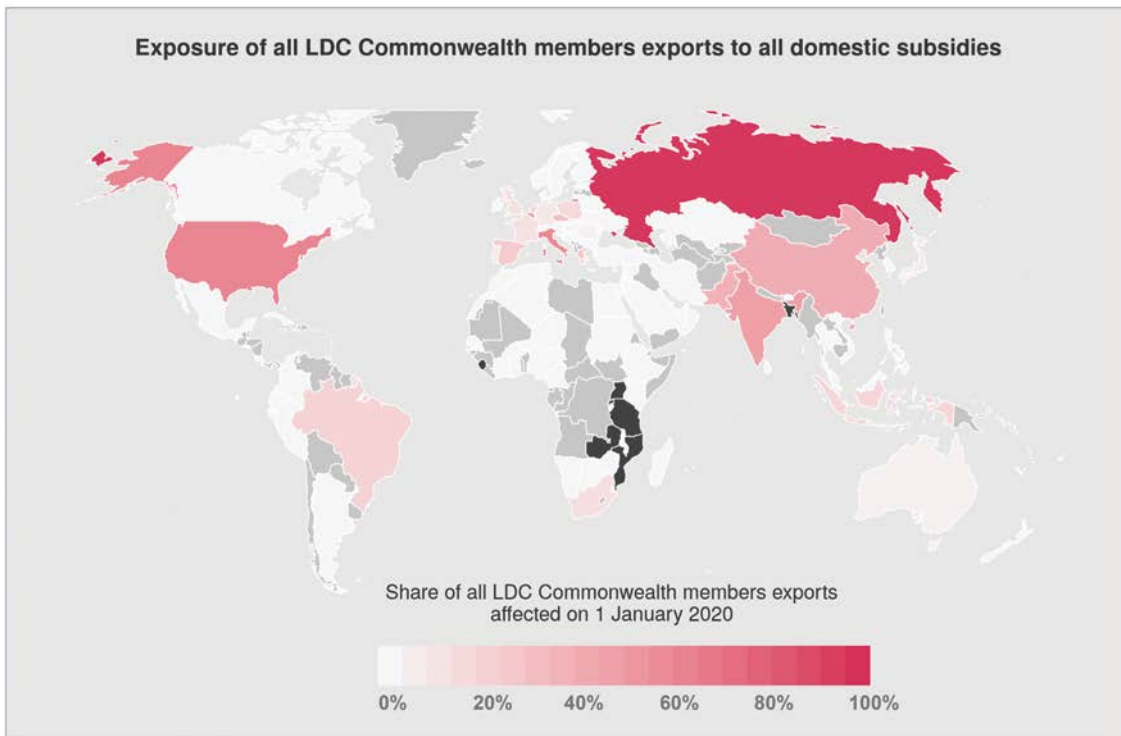 Exposure of all LDC Commonwealth members exports to all domestic subsidies
Share of all LDC Commonwealth members exports
affected on 1 January 2020
0% 20% 40% 60% 80% 100%